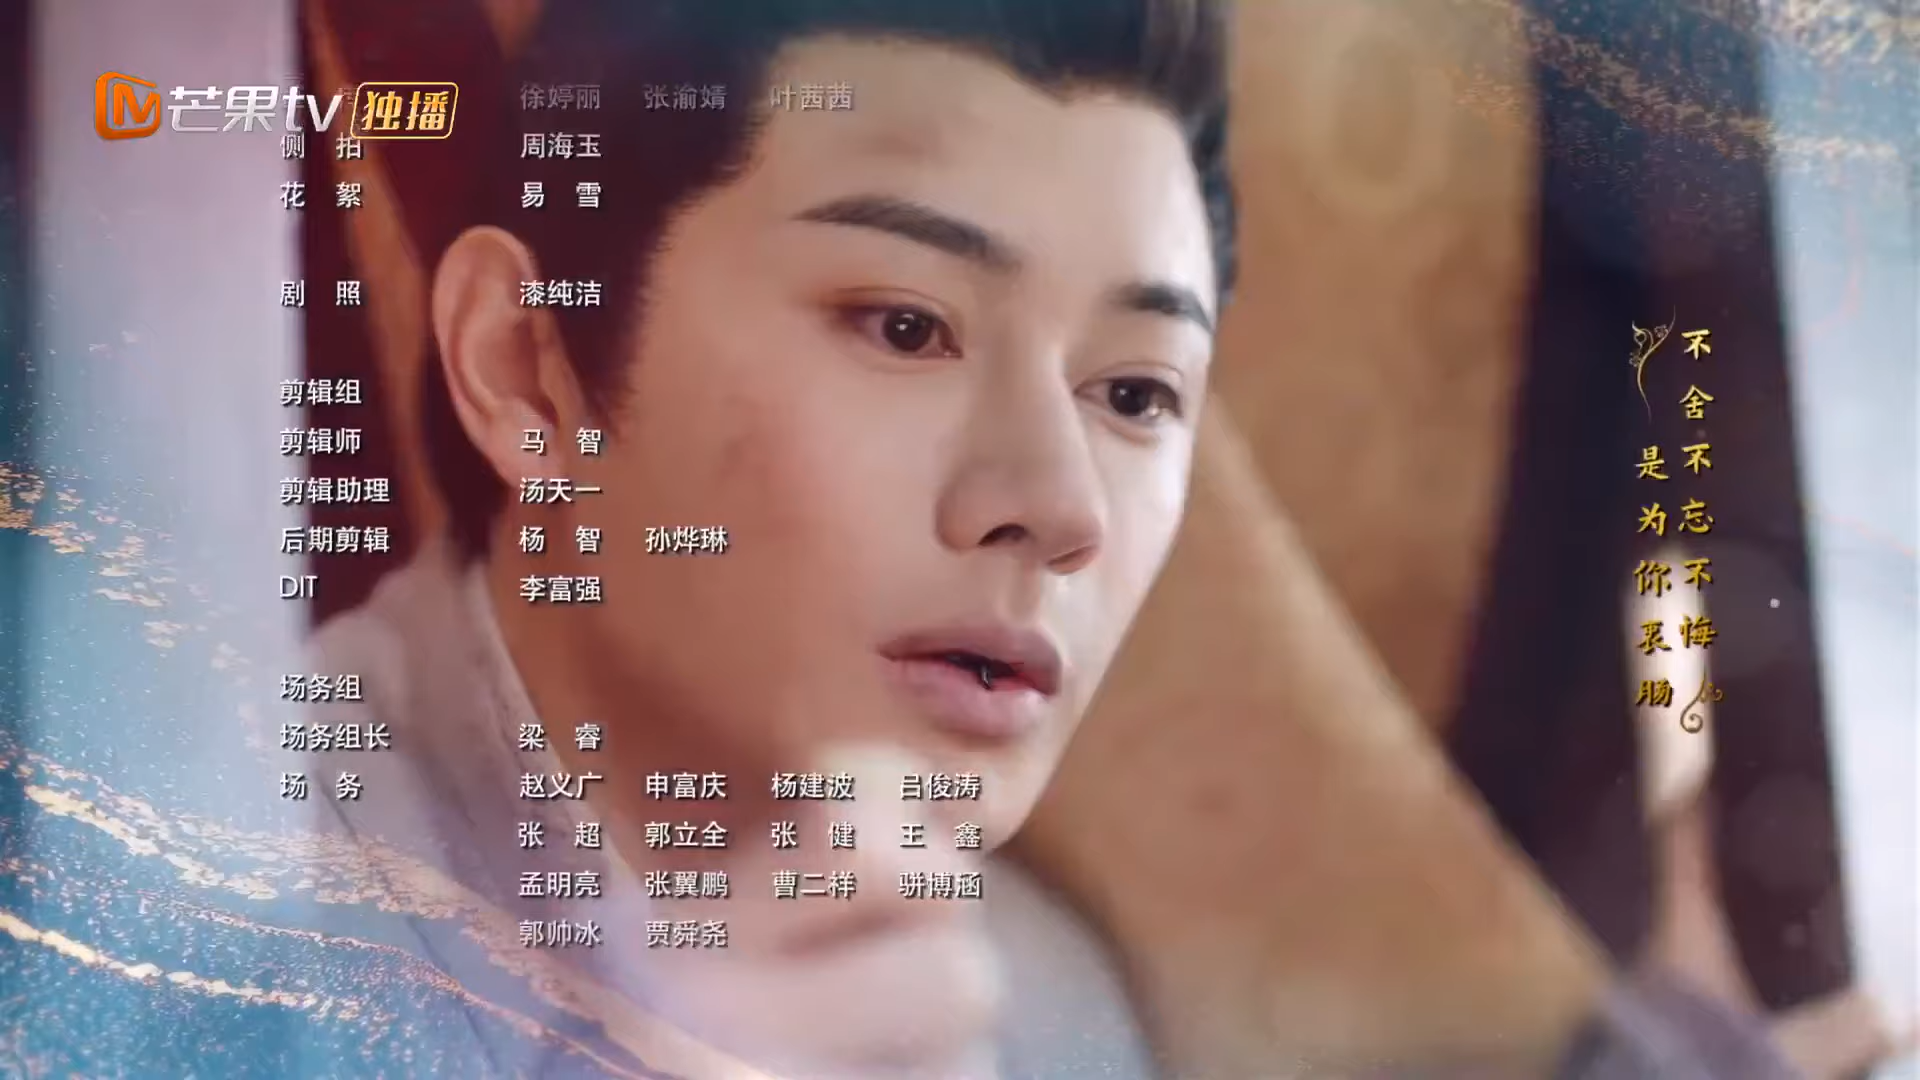 芒果tv 独播
徐婷丽 张渝婧 叶茜茜
侧 拍 周海玉
花 絮 易 雪
剧 照 漆纯洁
剪辑组
剪辑师 马 智
剪辑助理 汤天一
后期剪辑 杨 智 孙烨琳
DIT 李富强
场务组
场务组长 梁 睿
场 务 赵义广 申富庆 杨建波 吕俊涛
张 超 郭立全 张 健 王 鑫
孟明亮 张翼鹏 曹二祥 骈博涵
郭帅冰 贾舜尧
不舍不忘不悔
是为你衷肠